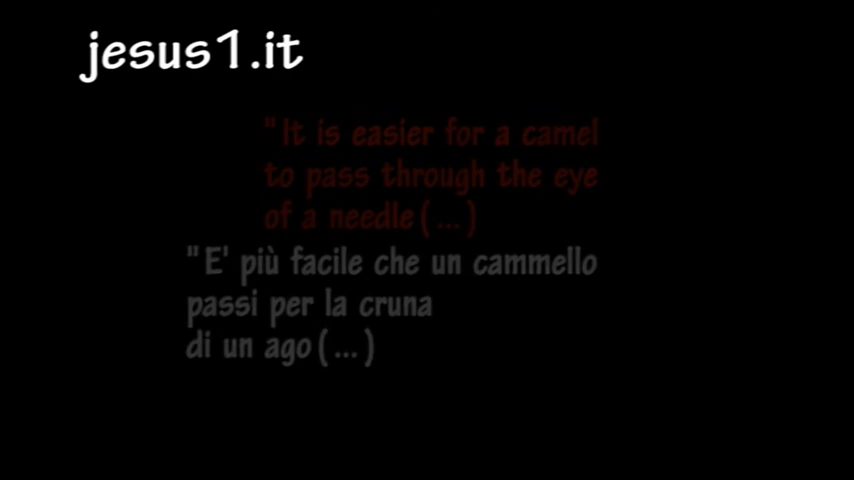 jesus1.it
"It is easier for a camel
to pass through the eye
of a needle(...)
"E' più facile che un cammello
passi per la cruna
di un ago(...)